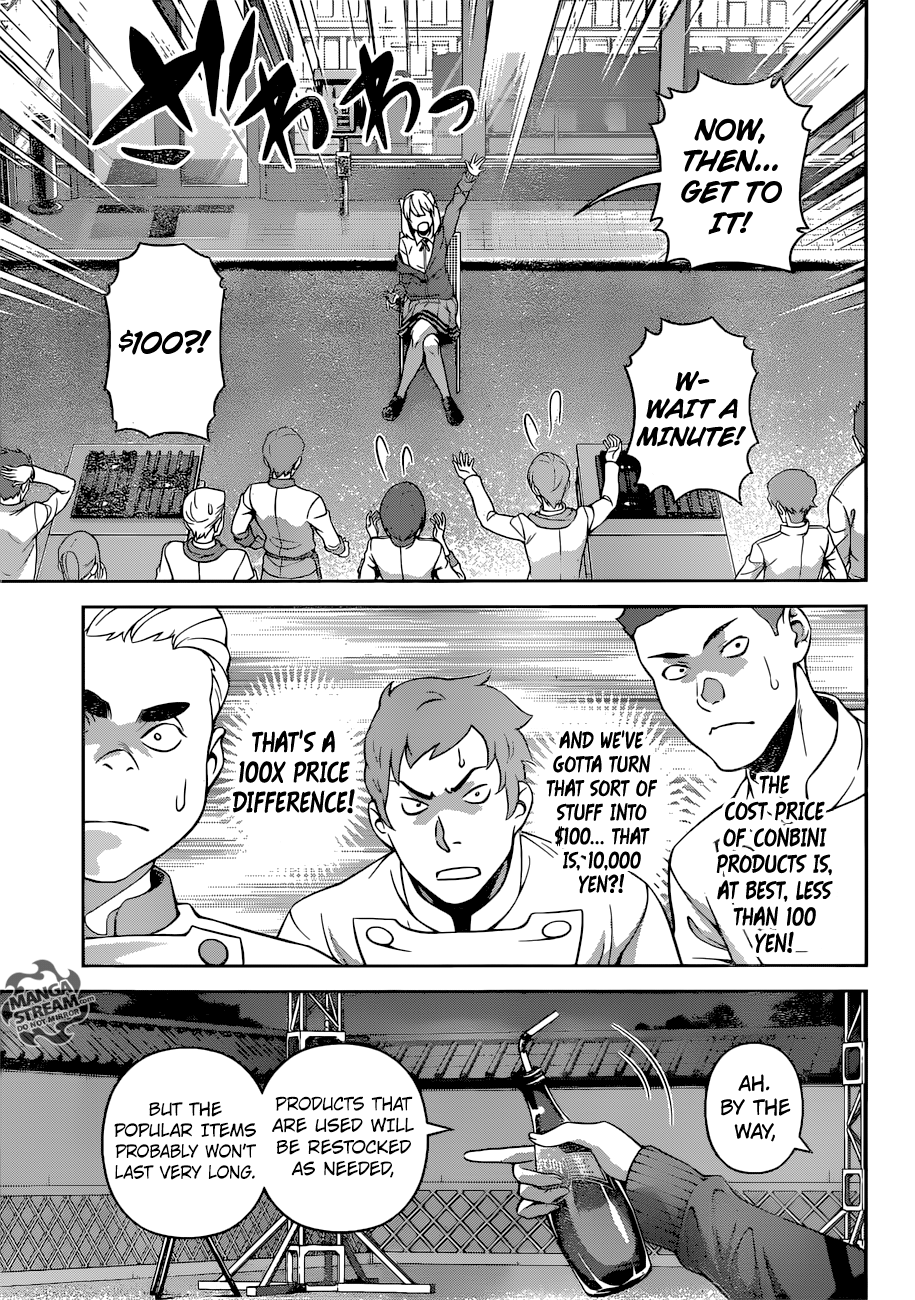 ざわわっ
NOW,
THEN...
GET TO
IT!
$100?!
W-
WAIT A
MINUTE!
THE
COST PRICE
OF CONBINI
PRODUCTS IS,
AT BEST, LESS
THAN 100
YEN!
AND WE'VE
GOTTA TURN
THAT SORT OF
STUFF INTO
$100... THAT
IS, 10,000
YEN?!
THAT'S A
100X PRICE
DIFFERENCE!
AH.
BY THE
WAY,
PRODUCTS THAT
ARE USED WILL
BE RESTOCKED
AS NEEDED,
BUT THE
POPULAR ITEMS
PROBABLY WON'T
LAST VERY LONG.
MANGA
STREAM.com
DO NOT MIRROR